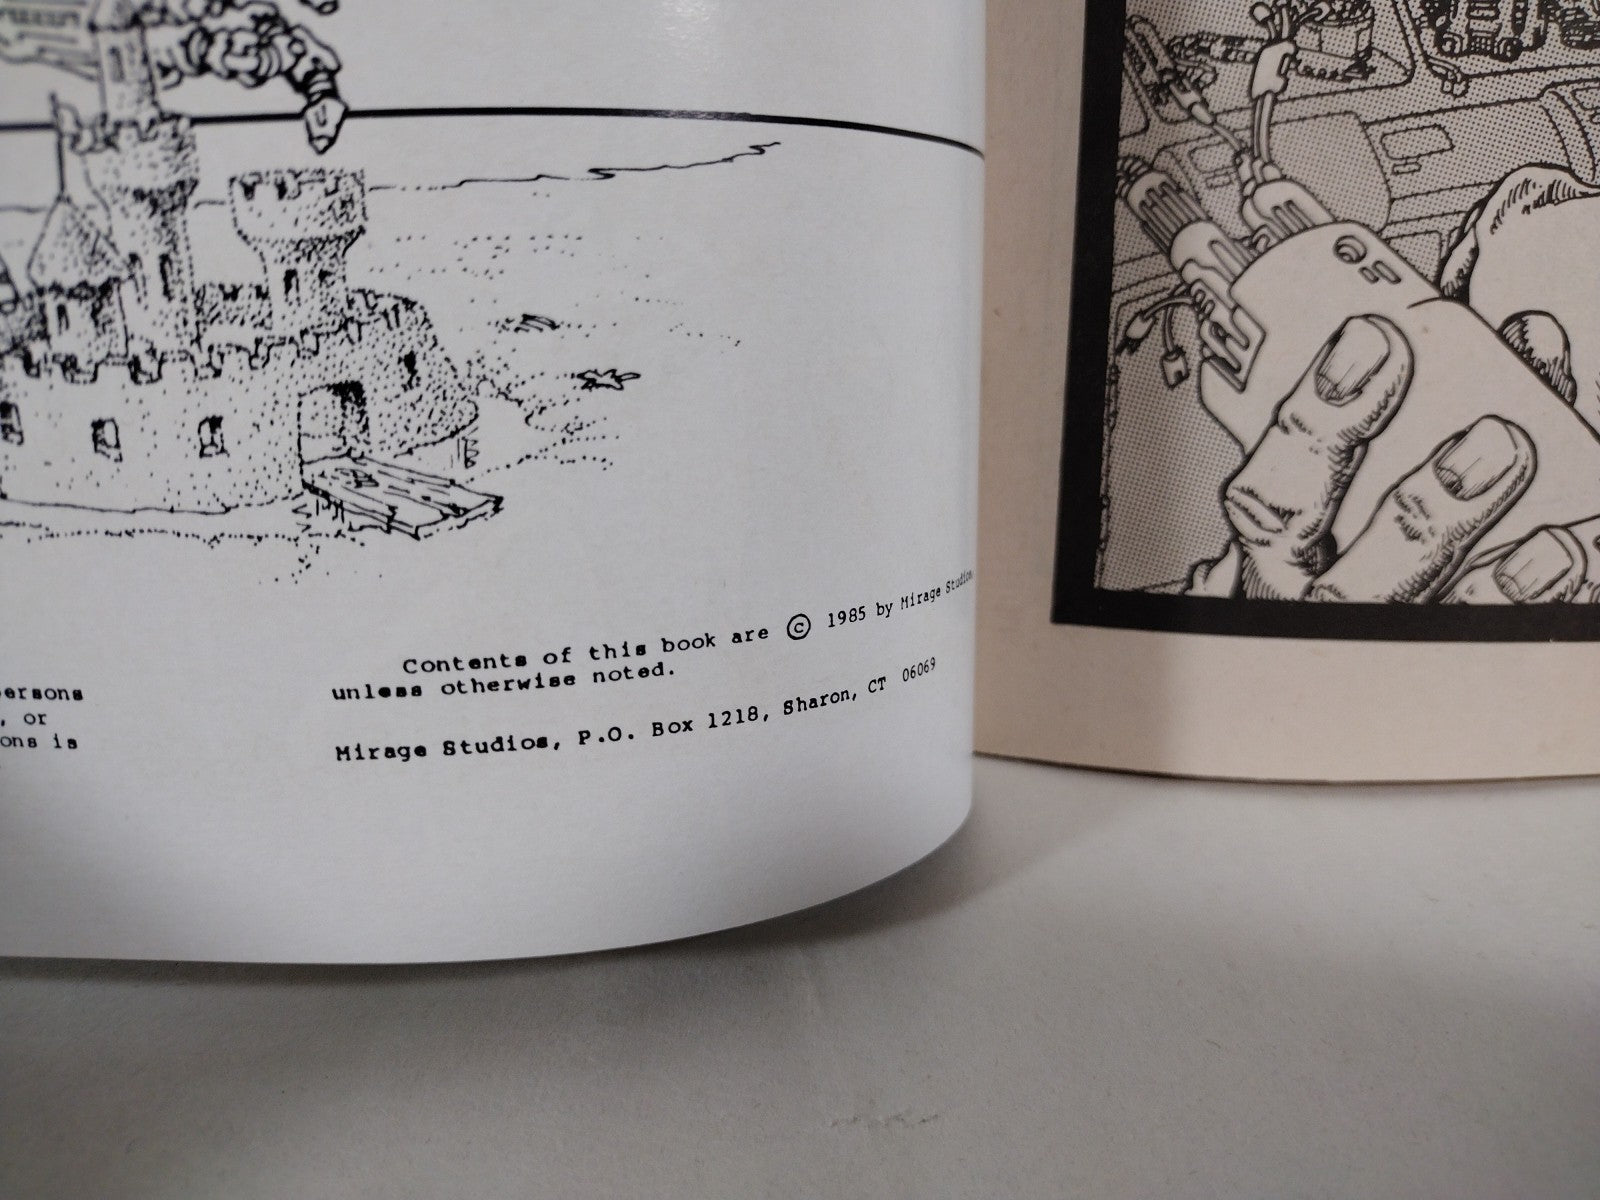 ersons
, or
ons is
Contents of this book are © 1985 by Mirage Studios,
unless otherwise noted.
Mirage Studios, P.O. Box 1218, Sharon, CT 06069